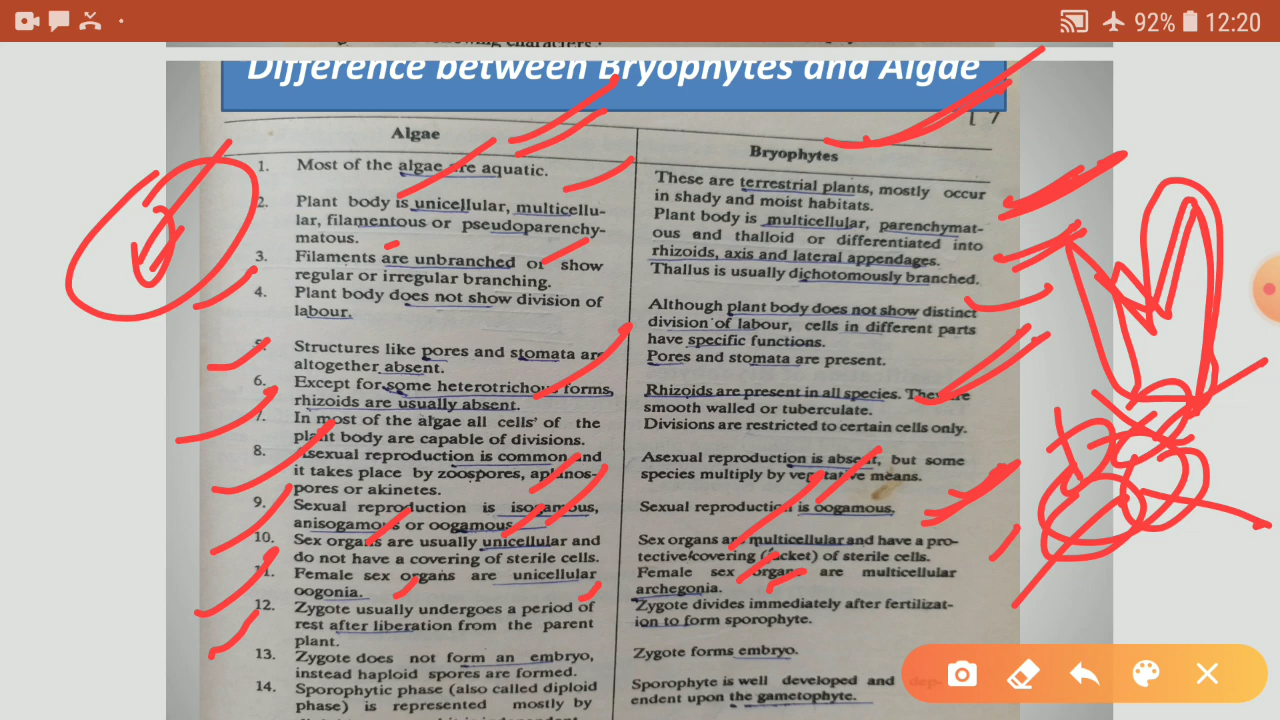 92% 12:20
Difference between Bryophytes and Algae
[ 7
Algae
Bryophytes
1. Most of the algae are aquatic.
These are terrestrial plants, mostly occur
in shady and moist habitats.
2. Plant body is unicellular, multicellu-
lar, filamentous or pseudoparenchy-
matous.
Plant body is multicellular, parenchymat-
ous and thalloid or differentiated into
rhizoids, axis and lateral appendages.
3. Filaments are unbranched or show
regular or irregular branching.
Thallus is usually dichotomously branched.
4. Plant body does not show division of
labour.
Although plant body does not show distinct
division of labour, cells in different parts
have specific functions.
5. Structures like pores and stomata are
altogether absent.
Pores and stomata are present.
6. Except for some heterotrichous forms,
rhizoids are usually absent.
Rhizoids are present in all species. They are
smooth walled or tuberculate.
7. In most of the algae all cells of the
plant body are capable of divisions.
Divisions are restricted to certain cells only.
8. Asexual reproduction is common and
it takes place by zoospores, aplanos-
pores or akinetes.
Asexual reproduction is absent, but some
species multiply by vegetative means.
9. Sexual reproduction is isogamous,
anisogamous or oogamous
Sexual reproduction is oogamous.
10. Sex organs are usually unicellular and
do not have a covering of sterile cells.
Sex organs are multicellular and have a pro-
tective covering (jacket) of sterile cells.
11. Female sex organs are unicellular
oogonia.
Female sex organs are multicellular
archegonia.
12. Zygote usually undergoes a period of
rest after liberation from the parent
plant.
Zygote divides immediately after fertilizat-
ion to form sporophyte.
13. Zygote does not form an embryo,
instead haploid spores are formed.
Zygote forms embryo.
14. Sporophytic phase (also called diploid
phase) is represented mostly by
Sporophyte is well developed and dep-
endent upon the gametophyte.